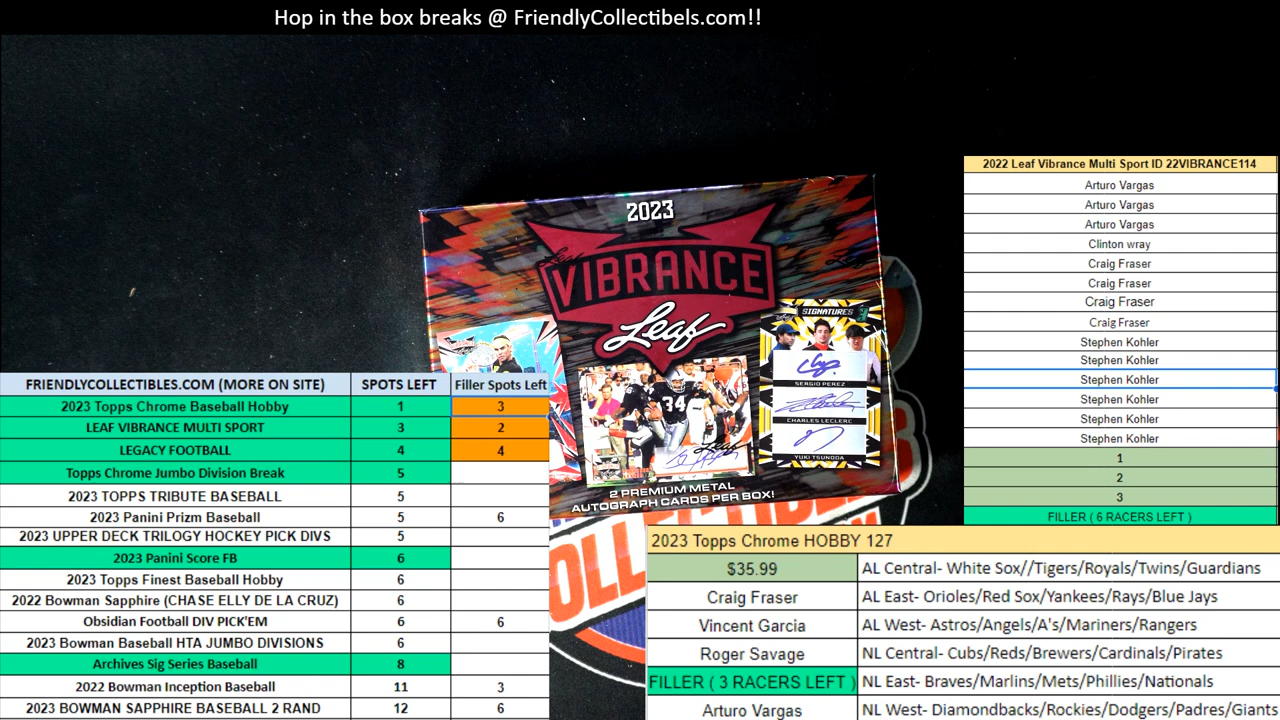 Hop in the box breaks @ FriendlyCollectibels.com!!
2022 Leaf Vibrance Multi Sport ID 22VIBRANCE114
Arturo Vargas
Arturo Vargas
Arturo Vargas
Clinton wray
Craig Fraser
Craig Fraser
Craig Fraser
Craig Fraser
Stephen Kohler
Stephen Kohler
Stephen Kohler
Stephen Kohler
Stephen Kohler
Stephen Kohler
1
2
3
FILLER ( 6 RACERS LEFT )
2023
Leaf
VIBRANCE
Leaf
SIGNATURES
SERGIO PEREZ
CHARLES LECLERC
YUKI TSUNODA
34
2 PREMIUM METAL
AUTOGRAPH CARDS PER BOX!
FRIENDLYCOLLECTIBLES.COM (MORE ON SITE) SPOTS LEFT Filler Spots Left
2023 Topps Chrome Baseball Hobby 1 3
LEAF VIBRANCE MULTI SPORT 3 2
LEGACY FOOTBALL 4 4
Topps Chrome Jumbo Division Break 5
2023 TOPPS TRIBUTE BASEBALL 5
2023 Panini Prizm Baseball 5 6
2023 UPPER DECK TRILOGY HOCKEY PICK DIVS 5
2023 Panini Score FB 6
2023 Topps Finest Baseball Hobby 6
2022 Bowman Sapphire (CHASE ELLY DE LA CRUZ) 6
Obsidian Football DIV PICK'EM 6 6
2023 Bowman Baseball HTA JUMBO DIVISIONS 6
Archives Sig Series Baseball 8
2022 Bowman Inception Baseball 11 3
2023 BOWMAN SAPPHIRE BASEBALL 2 RAND 12 6
2023 Topps Chrome HOBBY 127
$35.99 AL Central- White Sox//Tigers/Royals/Twins/Guardians
Craig Fraser AL East- Orioles/Red Sox/Yankees/Rays/Blue Jays
Vincent Garcia AL West- Astros/Angels/A's/Mariners/Rangers
Roger Savage NL Central- Cubs/Reds/Brewers/Cardinals/Pirates
FILLER ( 3 RACERS LEFT ) NL East- Braves/Marlins/Mets/Phillies/Nationals
Arturo Vargas NL West- Diamondbacks/Rockies/Dodgers/Padres/Giants